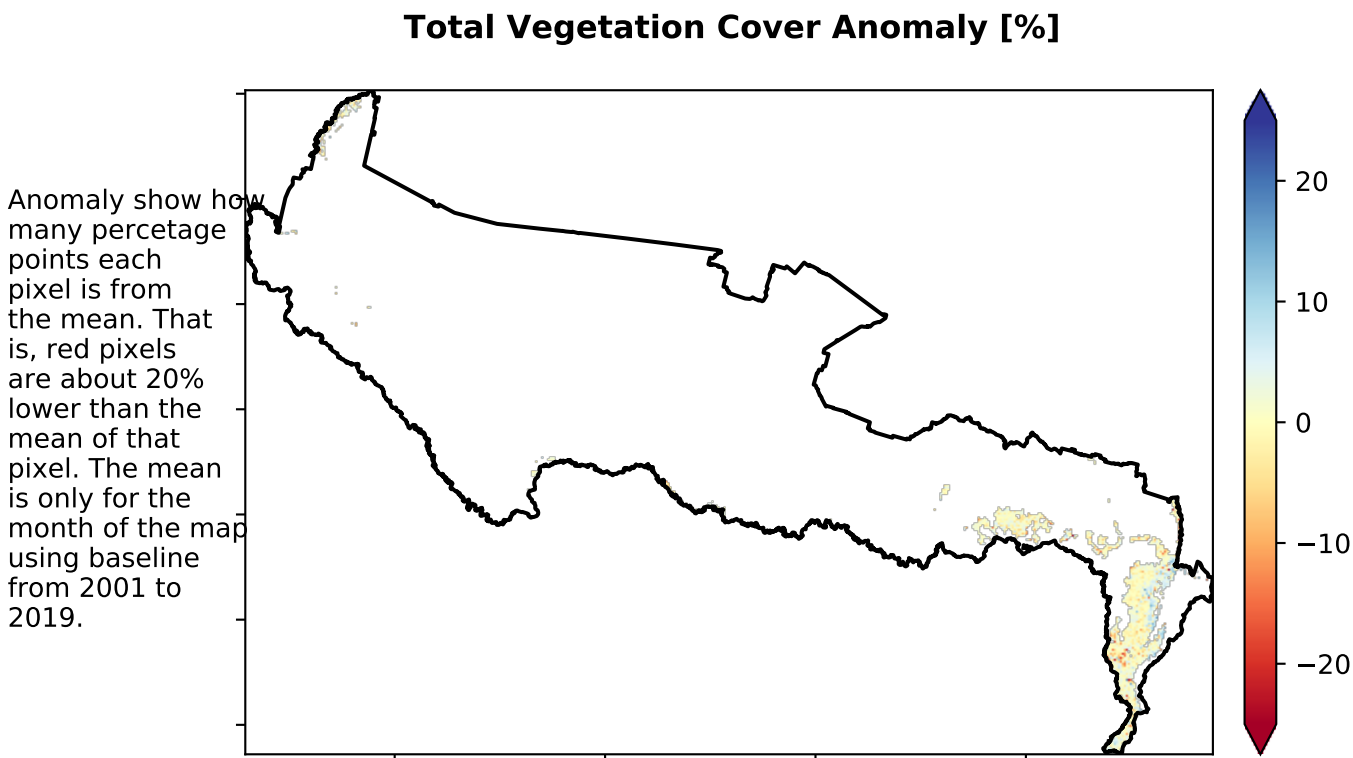 Total Vegetation Cover Anomaly [%]
Anomaly show how
many percetage
points each
pixel is from
the mean. That
is, red pixels
are about 20%
lower than the
mean of that
pixel. The mean
is only for the
month of the map
using baseline
from 2001 to
2019.
20
10
0
−10
−20